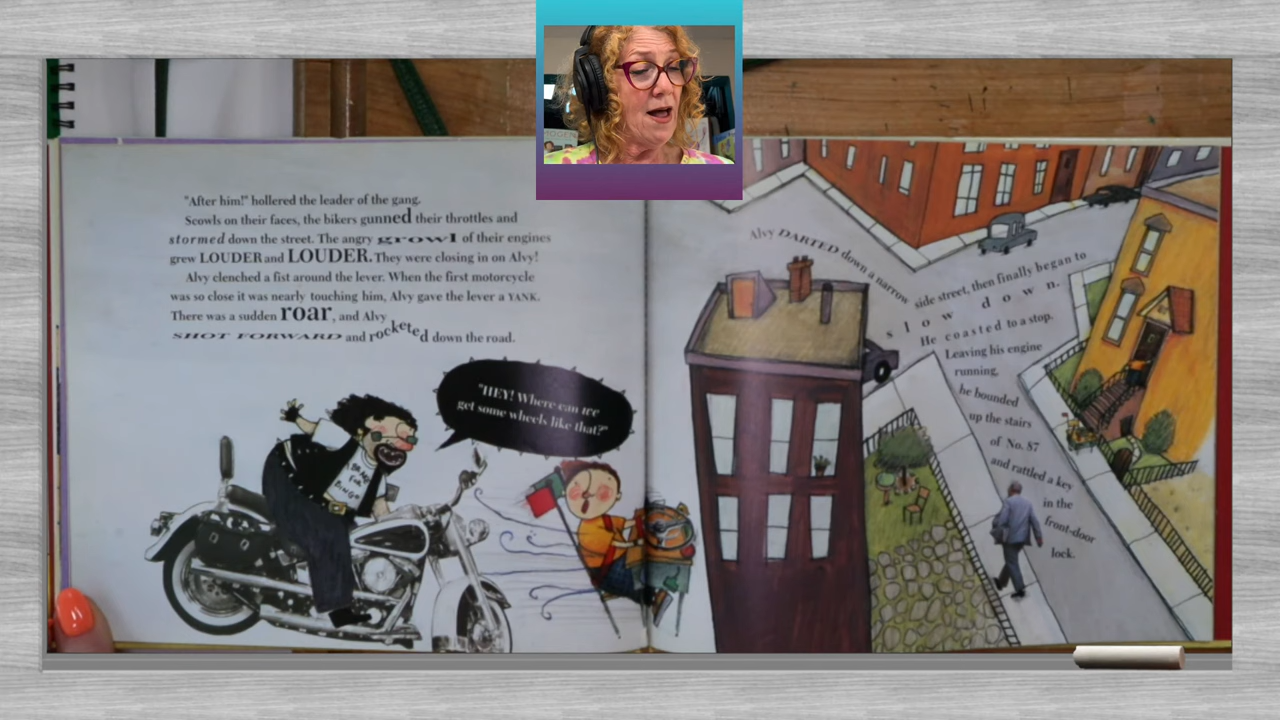 "After him!" hollered the leader of the gang.
Scowls on their faces, the bikers gunned their throttles and
stormed down the street. The angry growl of their engines
grew LOUDER and LOUDER. They were closing in on Alvy!
Alvy clenched a fist around the lever. When the first motorcycle
was so close it was nearly touching him, Alvy gave the lever a YANK.
There was a sudden roar, and Alvy
SHOT FORWARD and rocketed down the road.
"HEY! Where can we
get some wheels like that?"
Alvy DARTED down a narrow
side street, then finally began to
slow down.
He coasted to a stop.
Leaving his engine
running,
he bounded
up the stairs
of No. 87
and rattled a key
in the
front-door
lock.